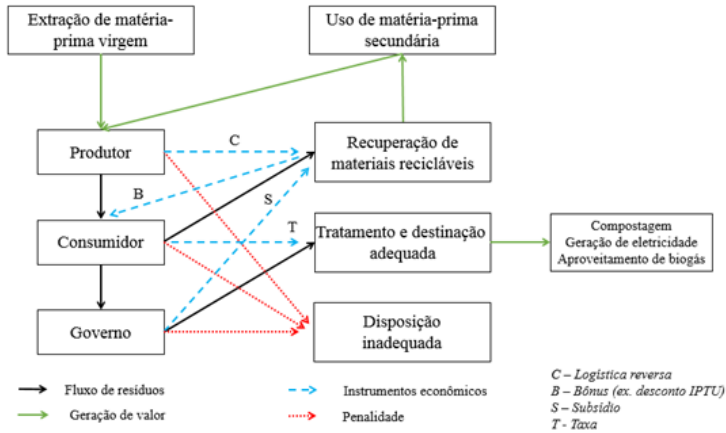 Extração de matéria-
prima virgem
Uso de matéria-prima
secundária
Produtor
C
Recuperação de
materiais recicláveis
B
S
Consumidor
T
Tratamento e destinação
adequada
Compostagem
Geração de eletricidade
Aproveitamento de biogás
Governo
Disposição
inadequada
Fluxo de resíduos
Instrumentos econômicos
Geração de valor
Penalidade
C – Logística reversa
B – Bônus (ex. desconto IPTU)
S – Subsídio
T - Taxa